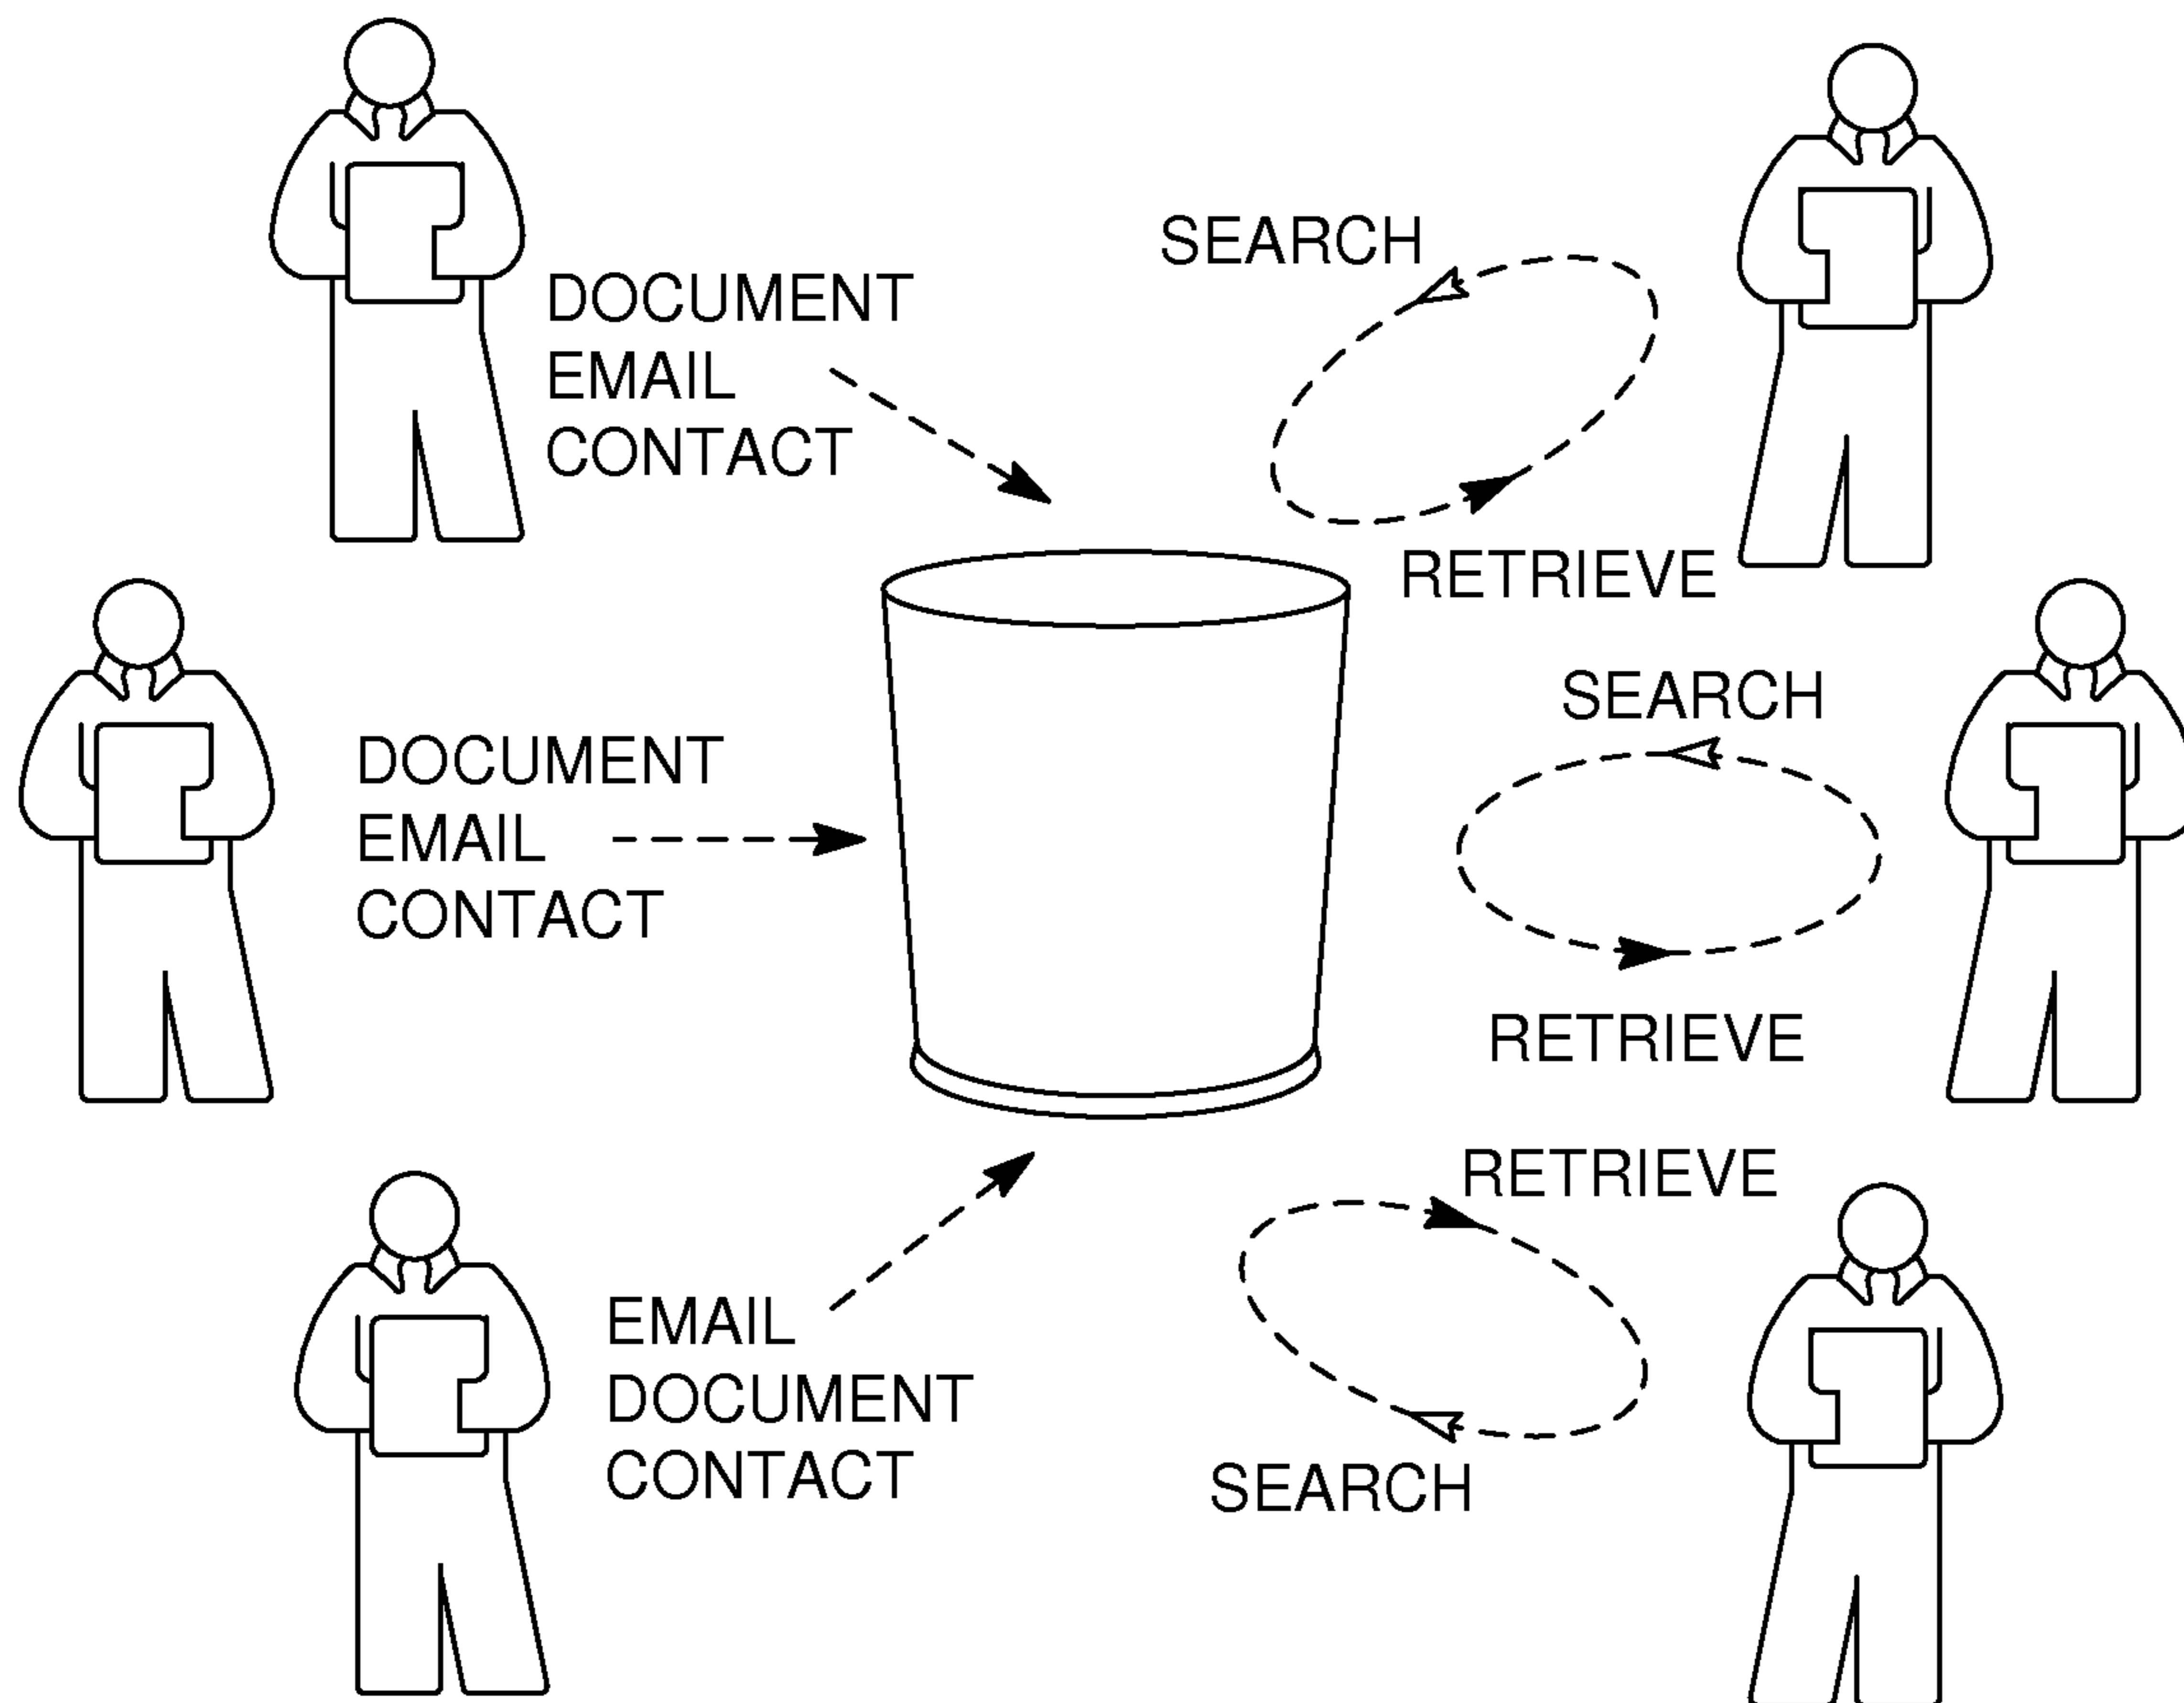 DOCUMENT
EMAIL
CONTACT
SEARCH
RETRIEVE
DOCUMENT
EMAIL
CONTACT
SEARCH
RETRIEVE
EMAIL
DOCUMENT
CONTACT
RETRIEVE
SEARCH